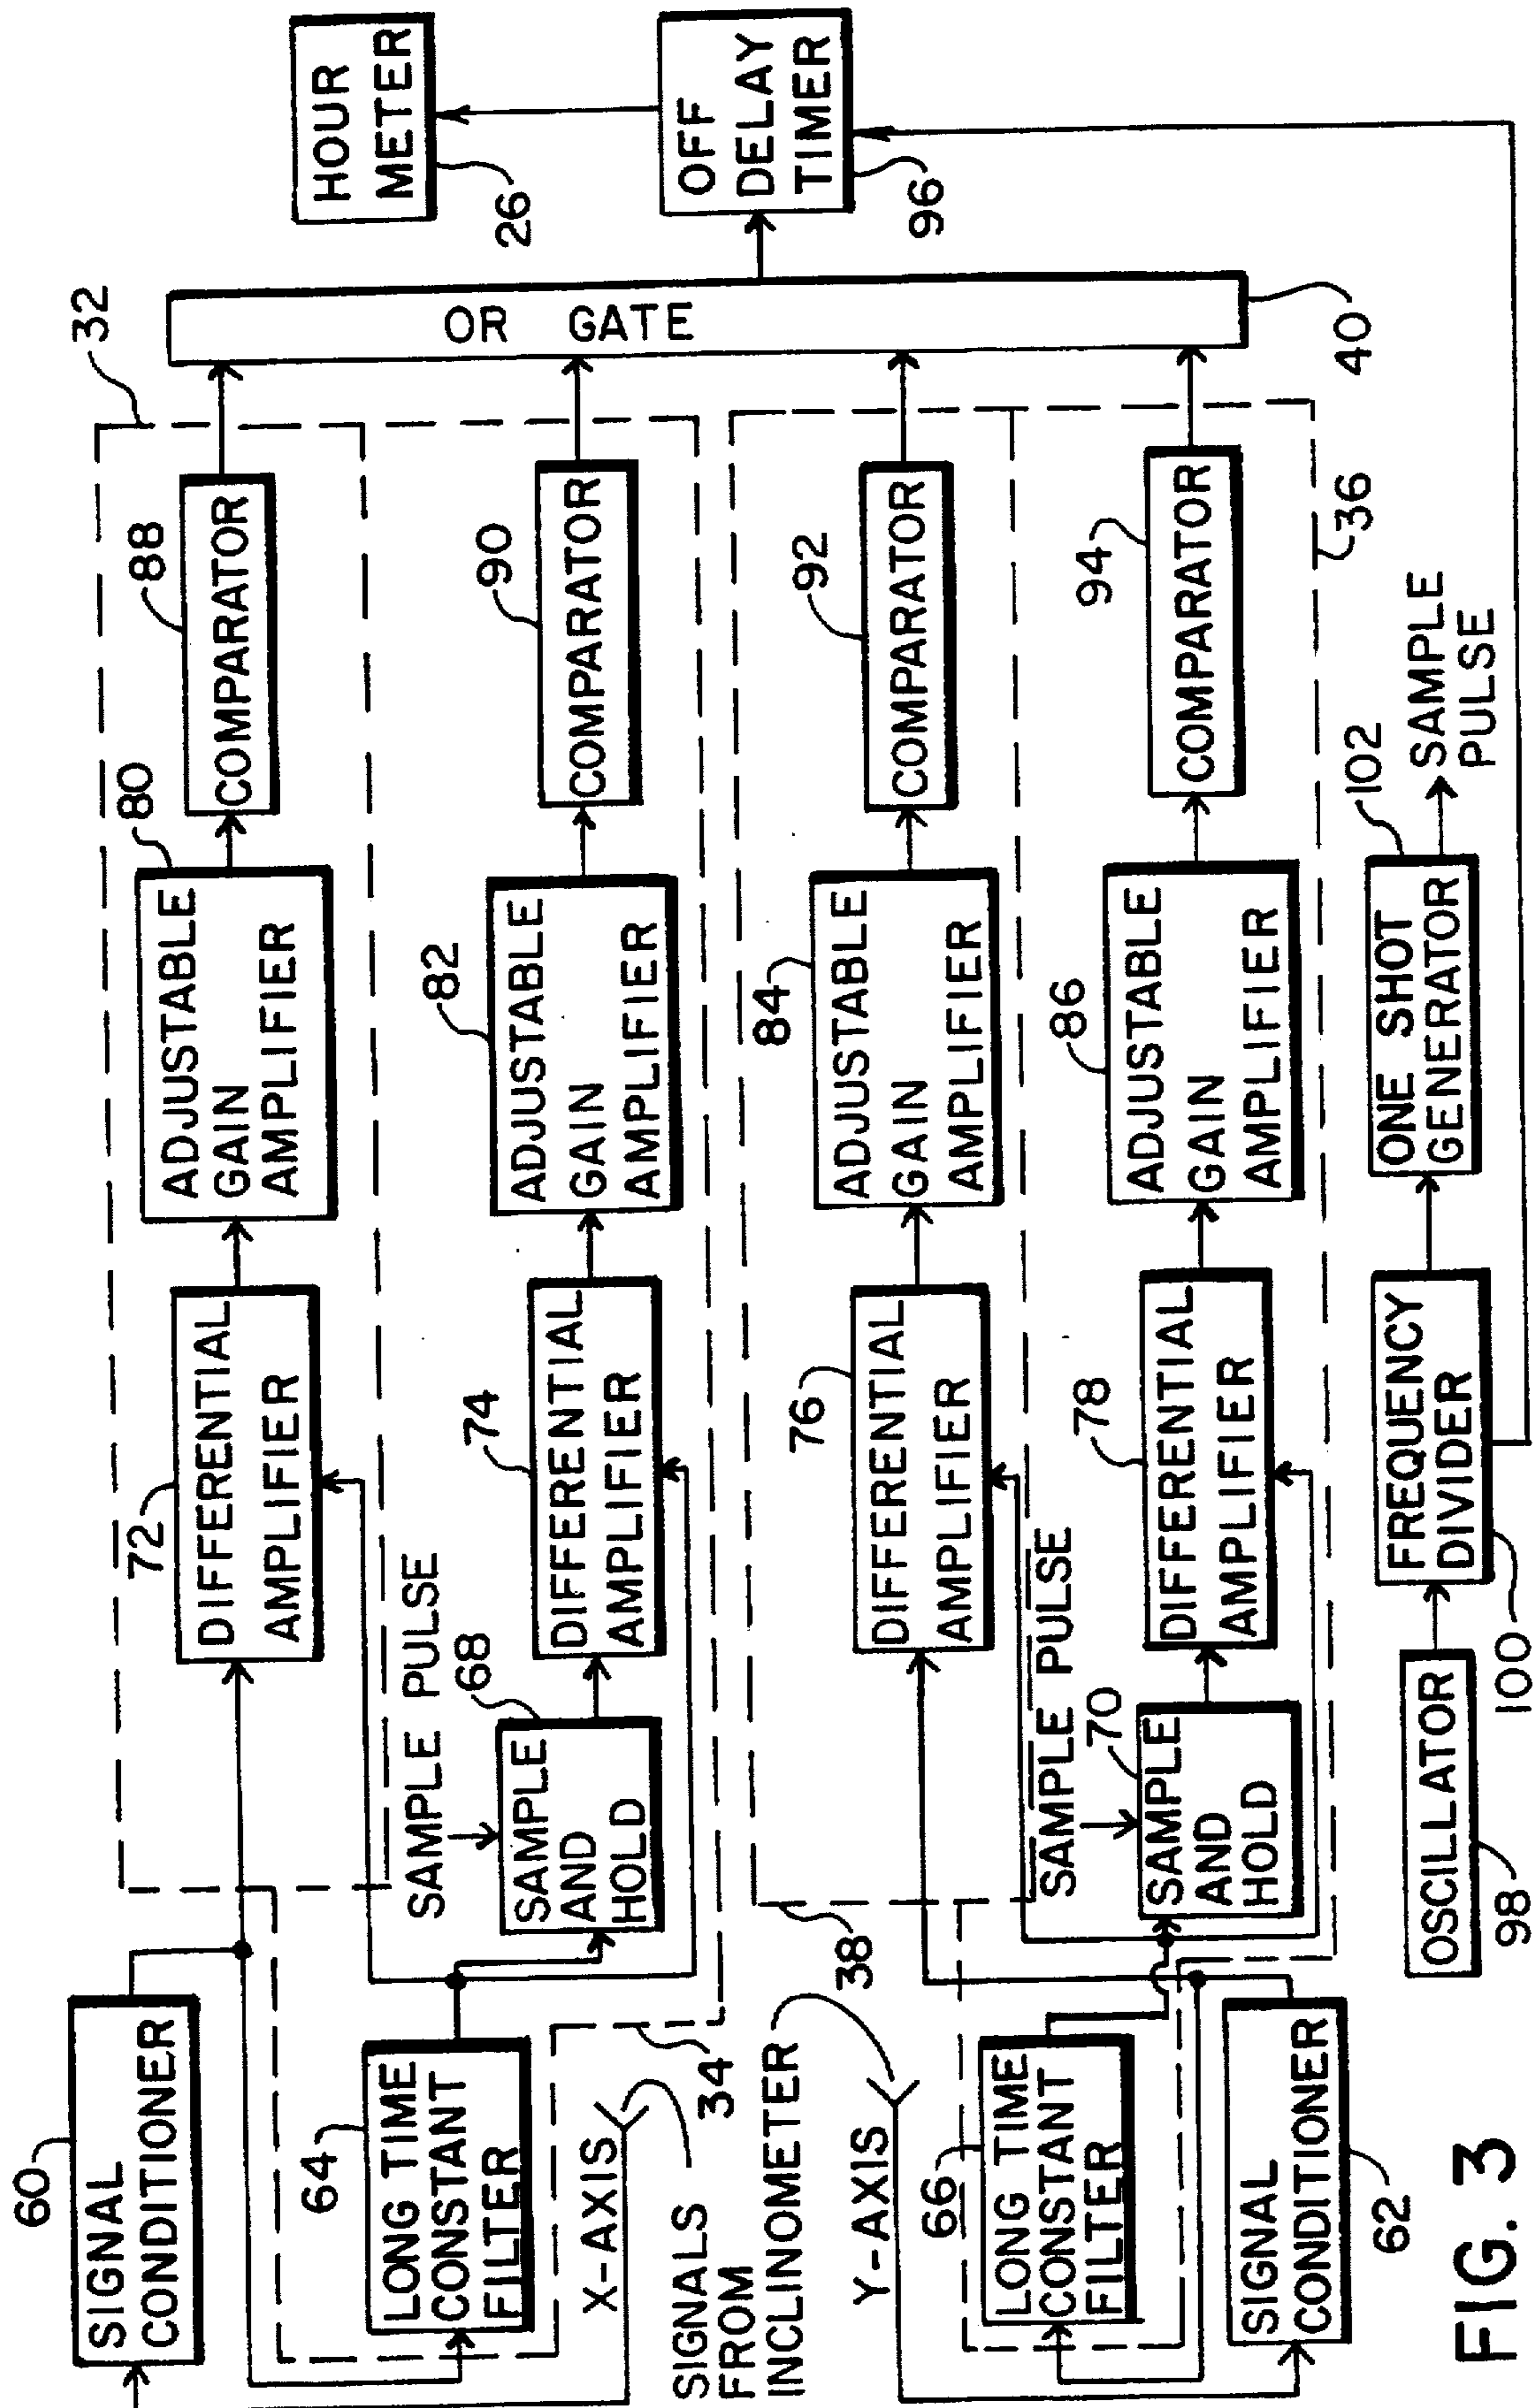 60
SIGNAL
CONDITIONER
72
DIFFERENTIAL
AMPLIFIER
80
ADJUSTABLE
GAIN
AMPLIFIER
88
COMPARATOR
32
64
LONG TIME
CONSTANT
FILTER
SAMPLE PULSE
68
SAMPLE
AND
HOLD
74
DIFFERENTIAL
AMPLIFIER
82
ADJUSTABLE
GAIN
AMPLIFIER
90
COMPARATOR
X-AXIS
34
SIGNALS
FROM
INCLINOMETER
Y-AXIS
38
76
DIFFERENTIAL
AMPLIFIER
84
ADJUSTABLE
GAIN
AMPLIFIER
92
COMPARATOR
66
LONG TIME
CONSTANT
FILTER
SAMPLE PULSE
70
SAMPLE
AND
HOLD
78
DIFFERENTIAL
AMPLIFIER
86
ADJUSTABLE
GAIN
AMPLIFIER
94
COMPARATOR
36
OR GATE
40
HOUR
METER
26
OFF
DELAY
TIMER
96
SIGNAL
CONDITIONER
62
OSCILLATOR
98
FREQUENCY
DIVIDER
100
ONE SHOT
GENERATOR
102
SAMPLE
PULSE
FIG. 3